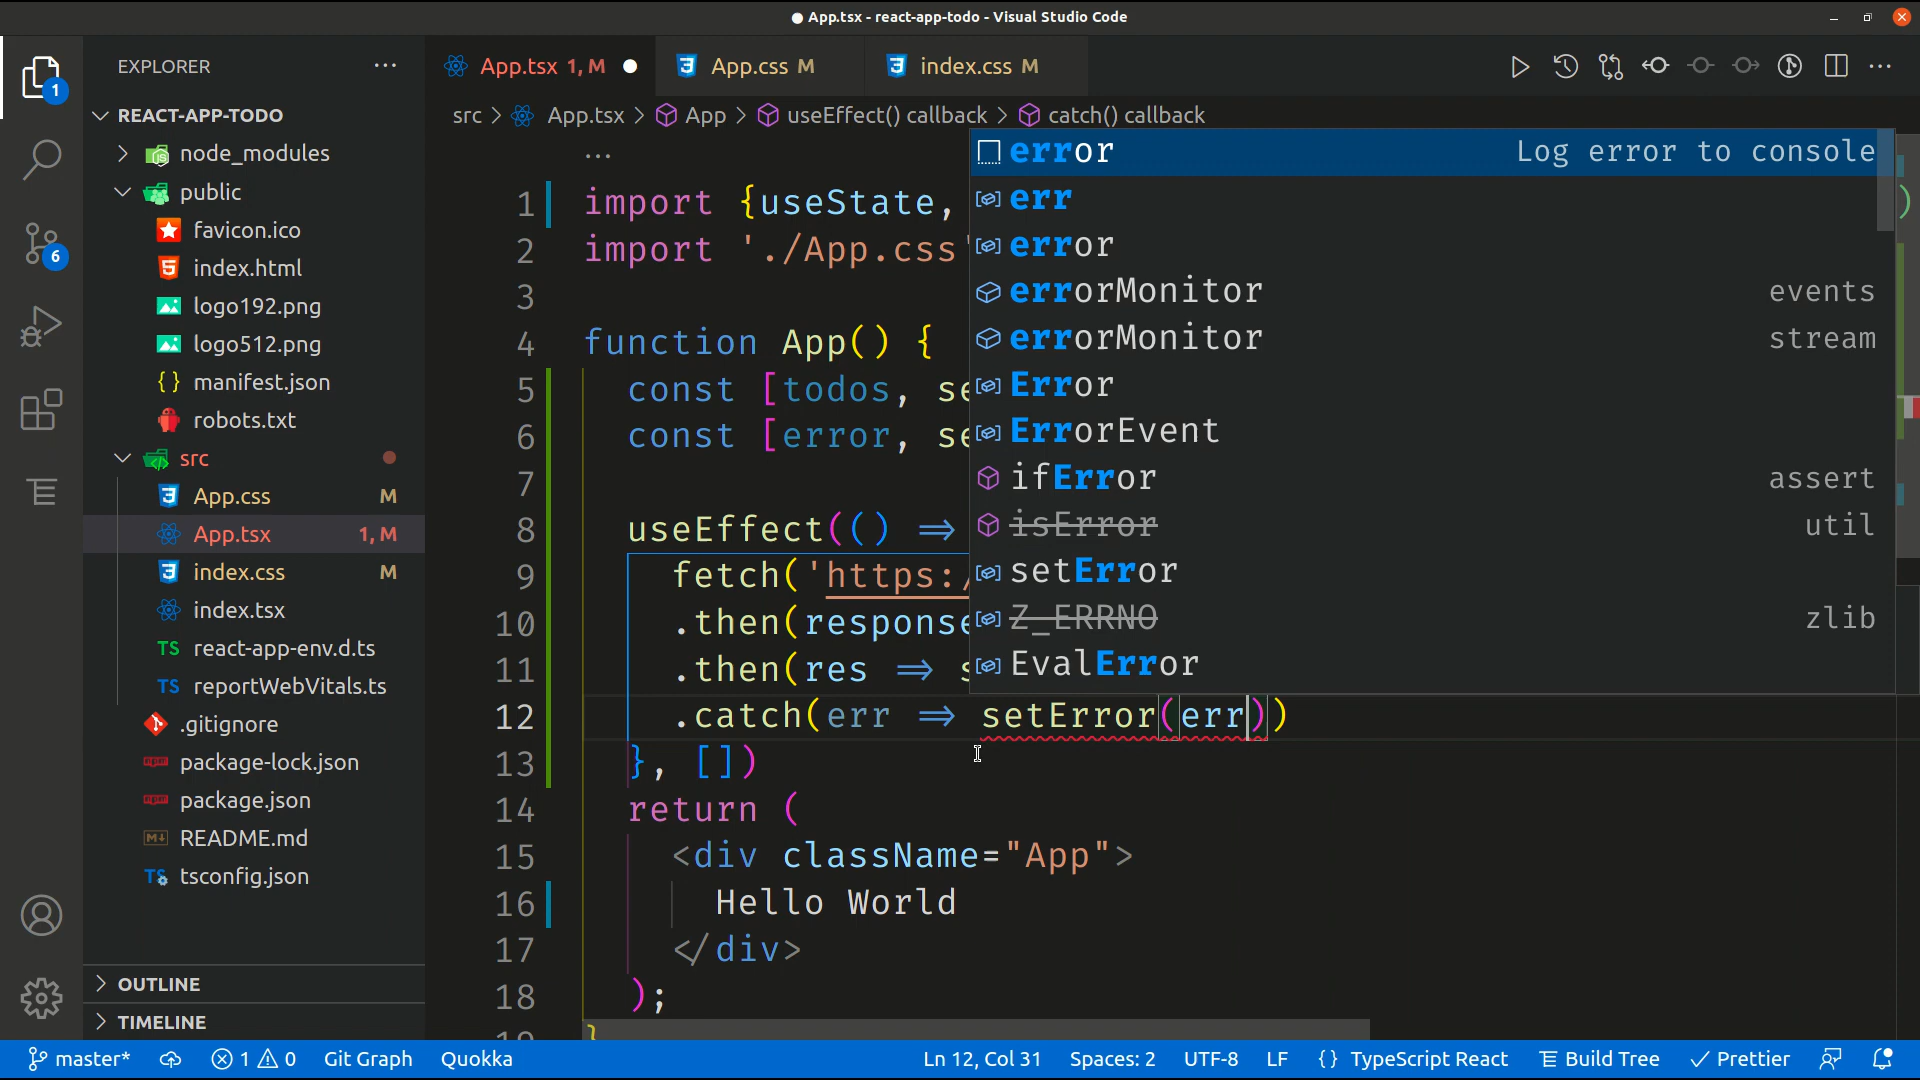 App.tsx - react-app-todo - Visual Studio Code
EXPLORER
App.tsx 1, M
App.css M
index.css M
src > App.tsx > App > useEffect() callback > catch() callback
REACT-APP-TODO
node_modules
public
favicon.ico
index.html
logo192.png
logo512.png
manifest.json
robots.txt
src
App.css M
App.tsx 1, M
index.css M
index.tsx
TS react-app-env.d.ts
TS reportWebVitals.ts
.gitignore
package-lock.json
package.json
README.md
tsconfig.json
OUTLINE
TIMELINE
1
6
1 import {useState,
2 import './App.css'
3
4 function App() {
5 const [todos, se
6 const [error, se
7
8 useEffect(() =>
9 fetch('https:/
10 .then(response
11 .then(res => s
12 .catch(err => setError(err))
13 }, [])
14 return (
15 <div className="App">
16 Hello World
17 </div>
18 );
}
error Log error to console
err
error
errorMonitor events
errorMonitor stream
Error
ErrorEvent
ifError assert
isError util
setError
Z_ERRNO zlib
EvalError
master* 1 0 Git Graph Quokka Ln 12, Col 31 Spaces: 2 UTF-8 LF {} TypeScript React Build Tree Prettier